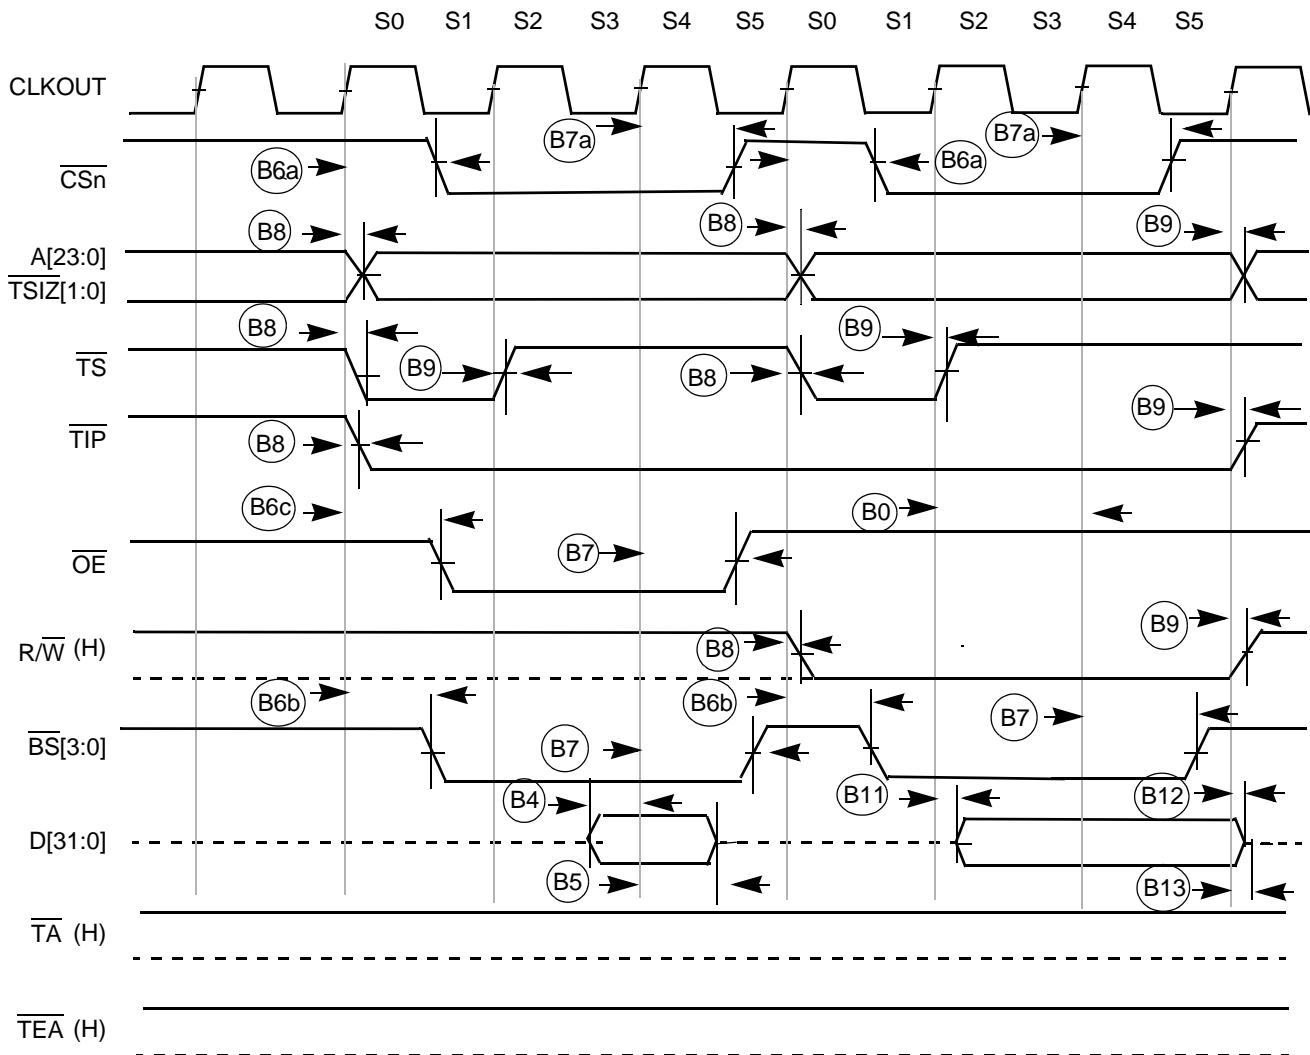 S0 S1 S2 S3 S4 S5 S0 S1 S2 S3 S4 S5
CLKOUT
B7a B7a
CSn B6a B6a
B8 B8 B9
A[23:0]
TSIZ[1:0]
B8 B9
TS B9 B8
B9
TIP B8
B6c B0
OE B7
B9
R/W (H) B8
B6b B6b B7
BS[3:0] B7
B4 B11 B12
D[31:0]
B5 B13
TA (H)
TEA (H)